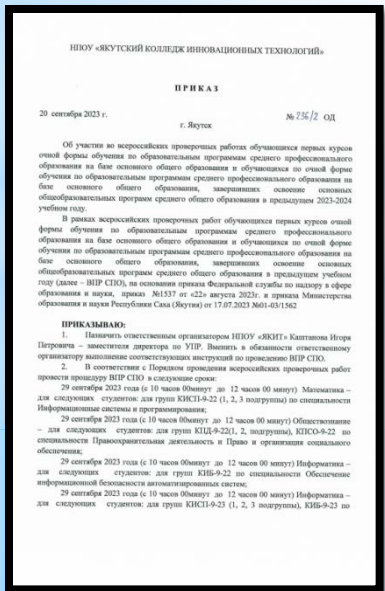 НПОУ «ЯКУТСКИЙ КОЛЛЕДЖ ИННОВАЦИОННЫХ ТЕХНОЛОГИЙ»
ПРИКАЗ
20 сентября 2023 г.
№ 236/2 ОД
г. Якутск
Об участии во всероссийских проверочных работах обучающихся первых курсов
очной формы обучения по образовательным программам среднего профессионального
образования на базе основного общего образования и обучающихся по очной форме
обучения по образовательным программам среднего профессионального образования на
базе основного общего образования, завершивших освоение основных
общеобразовательных программ среднего общего образования в предыдущем 2023-2024
учебном году.
В рамках всероссийских проверочных работ обучающихся первых курсов очной
формы обучения по образовательным программам среднего профессионального
образования на базе основного общего образования и обучающихся по очной форме
обучения по образовательным программам среднего профессионального образования на
базе основного общего образования, завершивших освоение основных
общеобразовательных программ среднего общего образования в предыдущем учебном
году (далее – ВПР СПО), на основании приказа Федеральной службы по надзору в сфере
образования и науки, приказ №1537 от «22» августа 2023г. и приказа Министерства
образования и науки Республики Саха (Якутия) от 17.07.2023 №01-03/1562
ПРИКАЗЫВАЮ:
1. Назначить ответственным организатором НПОУ «ЯКИТ» Каштанова Игоря
Петровича – заместителя директора по УПР. Вменить в обязанности ответственному
организатору выполнение соответствующих инструкций по проведению ВПР СПО.
2. В соответствии с Порядком проведения всероссийских проверочных работ
провести процедуру ВПР СПО в следующие сроки:
29 сентября 2023 года (с 10 часов 00минут до 12 часов 00 минут) Математика –
для следующих студентов: для групп КИСП-9-22 (1, 2, 3 подгруппы) по специальности
Информационные системы и программирования;
29 сентября 2023 года (с 10 часов 00минут до 12 часов 00 минут) Обществознание
– для следующих студентов: для групп КПД-9-22(1, 2, подгруппы), КПСО-9-22 по
специальности Правоохранительная деятельность и Право и организация социального
обеспечения;
29 сентября 2023 года (с 10 часов 00минут до 12 часов 00 минут) Информатика –
для следующих студентов: для групп КИБ-9-22 по специальности Обеспечение
информационной безопасности автоматизированных систем;
29 сентября 2023 года (с 10 часов 00минут до 12 часов 00 минут) Информатика –
для следующих студентов: для групп КИСП-9-23 (1, 2, 3 подгруппы), КИБ-9-23 по